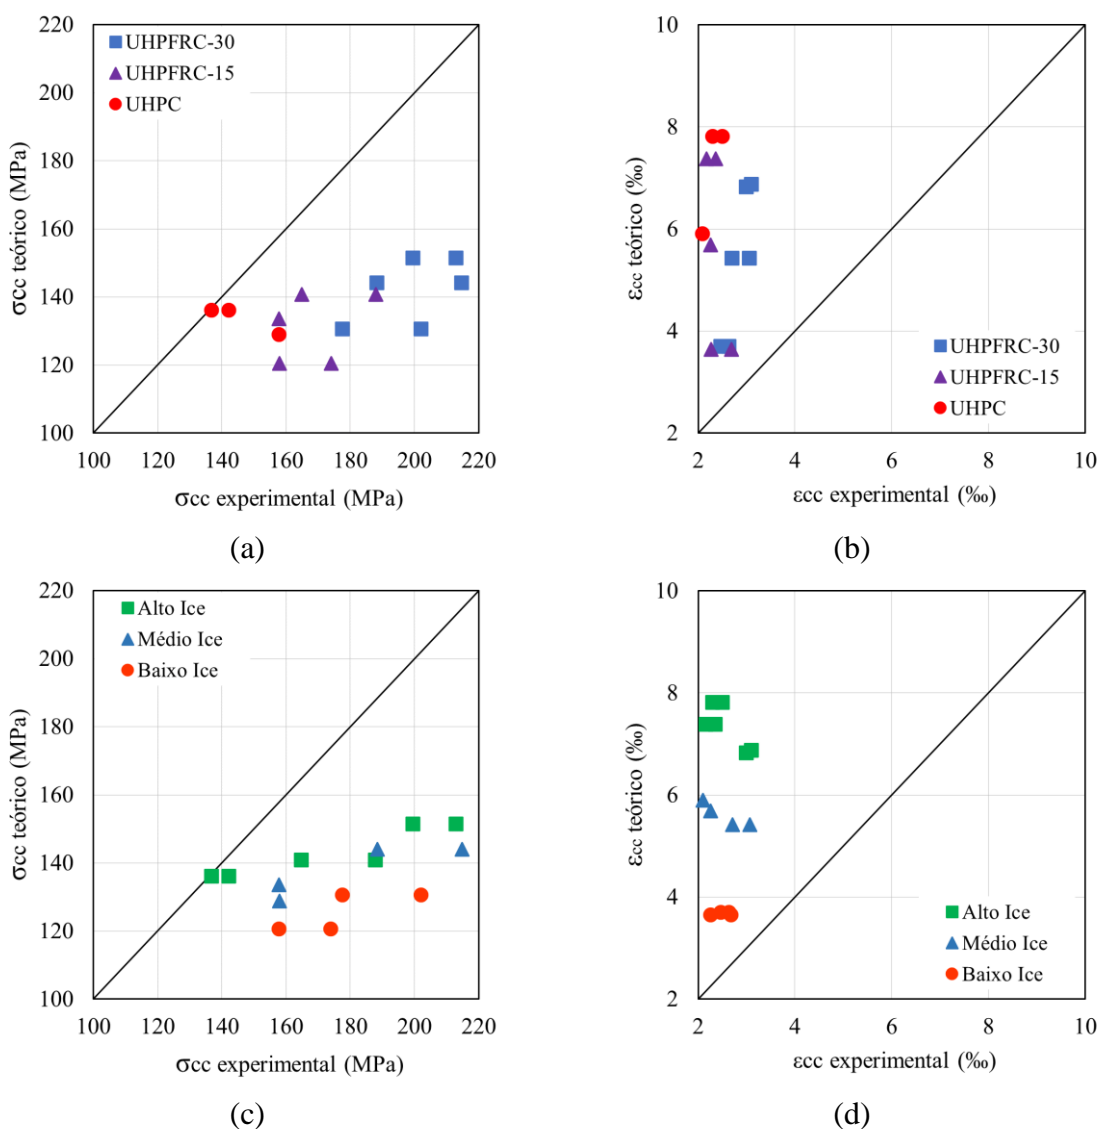 220
200
180
160
140
120
100
σcc teórico (MPa)
UHPFRC-30
UHPFRC-15
UHPC
100 120 140 160 180 200 220
σcc experimental (MPa)
(a)
10
8
6
4
2
εcc teórico (‰)
UHPFRC-30
UHPFRC-15
UHPC
2 4 6 8 10
εcc experimental (‰)
(b)
220
200
180
160
140
120
100
σcc teórico (MPa)
Alto Ice
Médio Ice
Baixo Ice
100 120 140 160 180 200 220
σcc experimental (MPa)
(c)
10
8
6
4
2
εcc teórico (‰)
Alto Ice
Médio Ice
Baixo Ice
2 4 6 8 10
εcc experimental (‰)
(d)